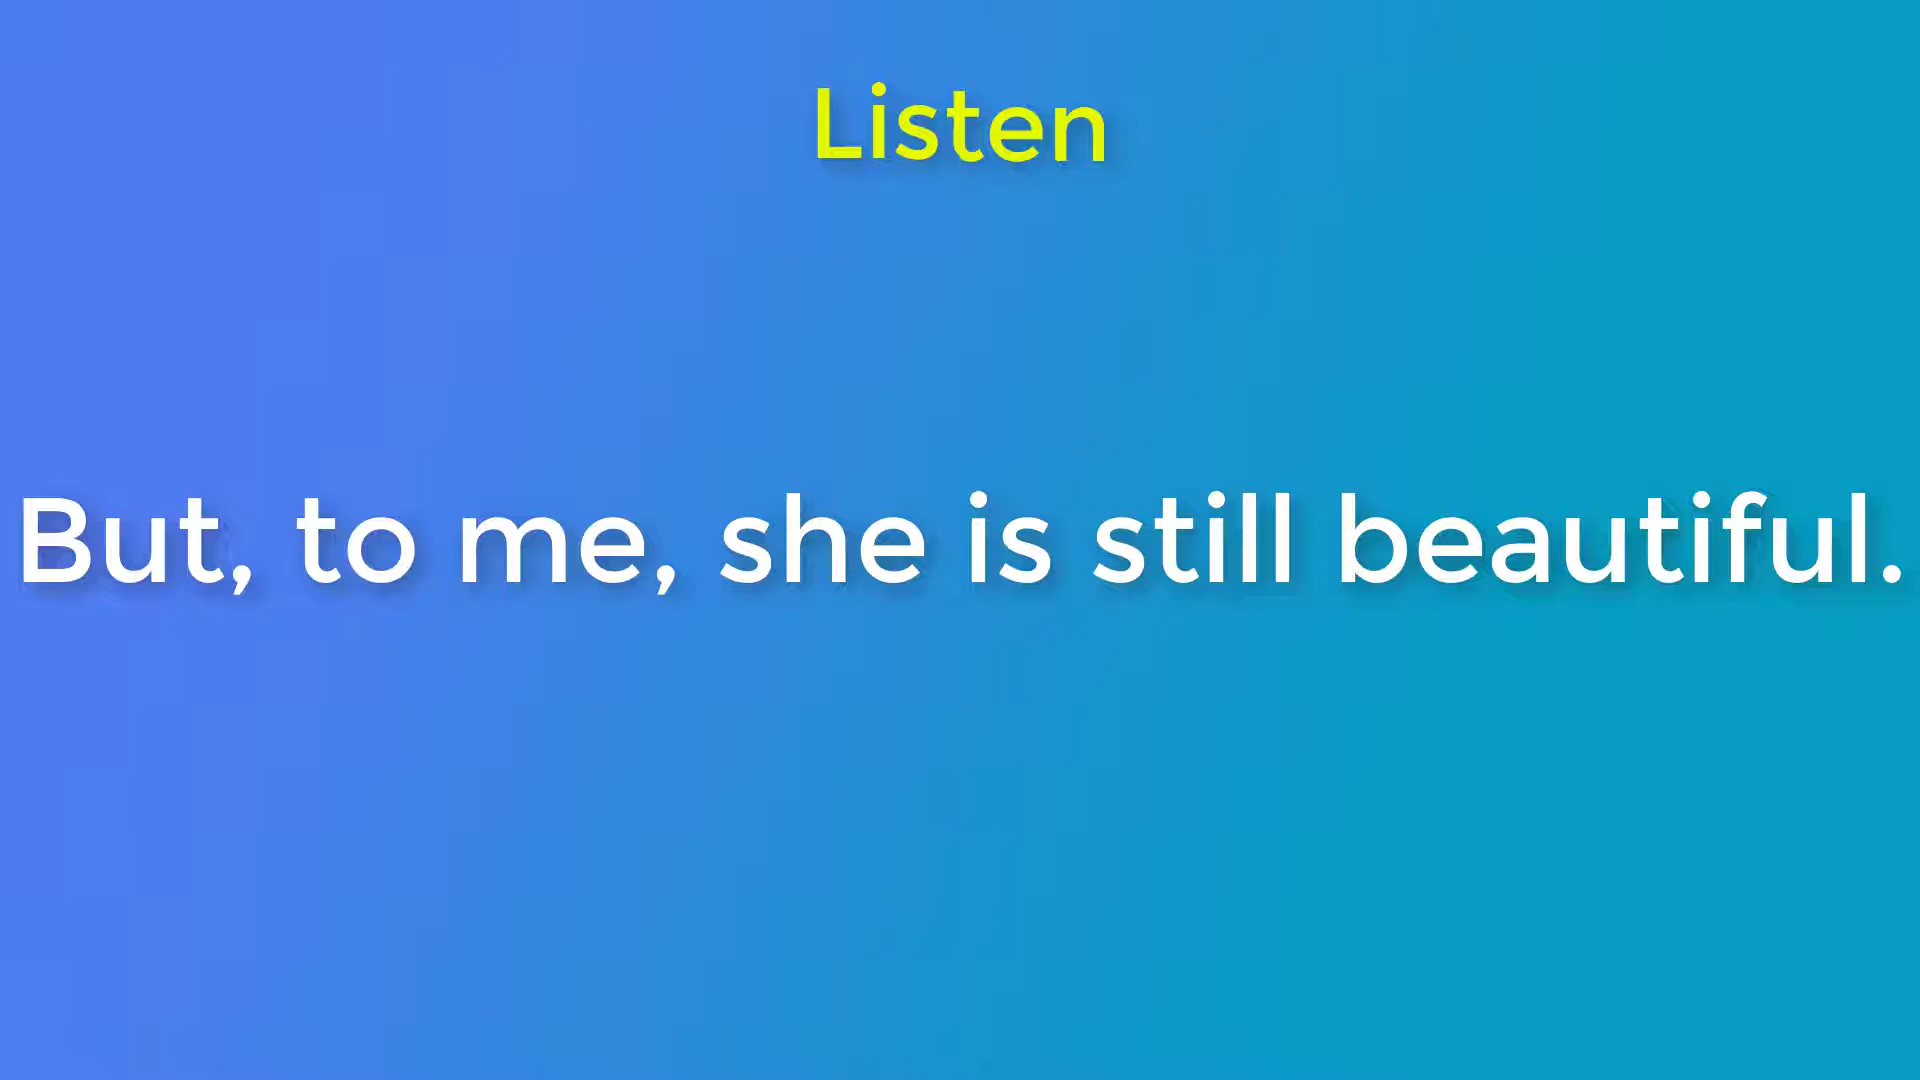 Listen
But, to me, she is still beautiful.